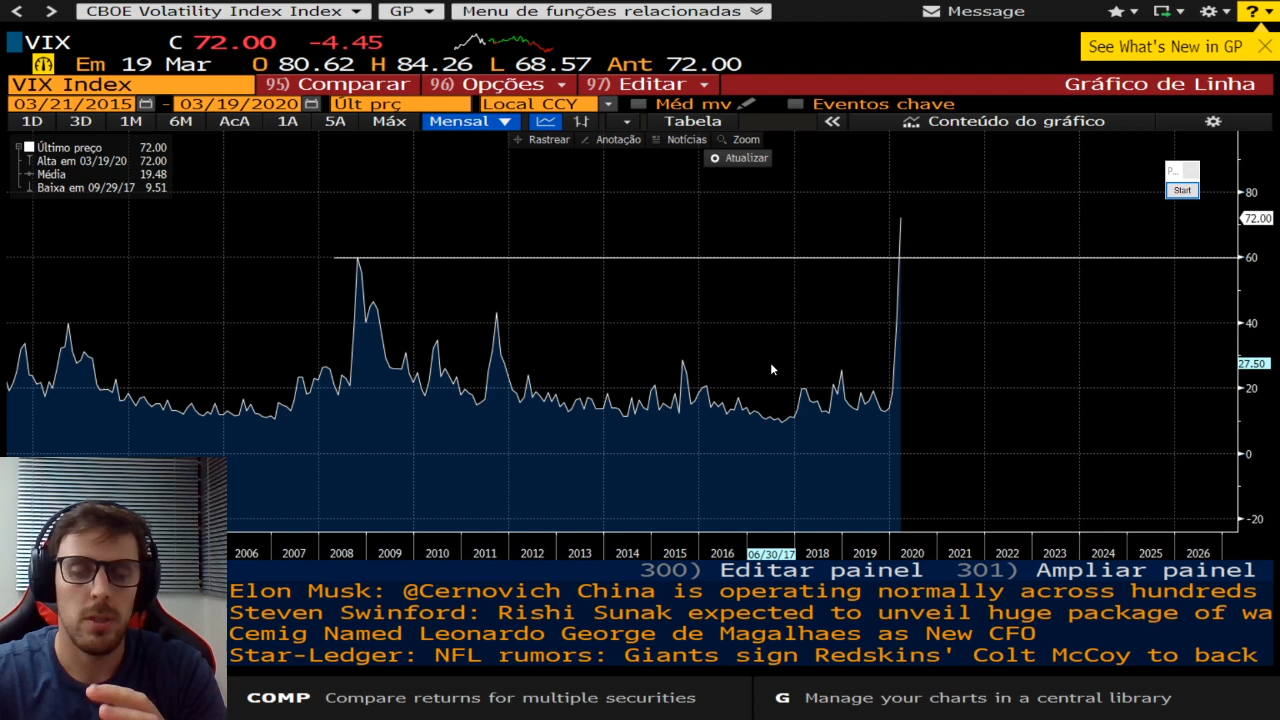 CBOE Volatility Index Index GP Menu de funções relacionadas Message ?
VIX C 72.00 -4.45
Em 19 Mar O 80.62 H 84.26 L 68.57 Ant 72.00
See What's New in GP
VIX Index 95) Comparar 96) Opções 97) Editar Gráfico de Linha
03/21/2015 - 03/19/2020 Últ prç Local CCY Méd mv Eventos chave
1D 3D 1M 6M AcA 1A 5A Máx Mensal Tabela Conteúdo do gráfico
Rastrear Anotação Notícias Zoom
Atualizar
Último preço 72.00
Alta em 03/19/20 72.00
Média 19.48
Baixa em 09/29/17 9.51
P...
Start
80
72.00
60
40
27.50
20
0
-20
2006 2007 2008 2009 2010 2011 2012 2013 2014 2015 2016 06/30/17 2018 2019 2020 2021 2022 2023 2024 2025 2026
300) Editar painel 301) Ampliar painel
Elon Musk: @Cernovich China is operating normally across hundreds
Steven Swinford: Rishi Sunak expected to unveil huge package of wa
Cemig Named Leonardo George de Magalhaes as New CFO
Star-Ledger: NFL rumors: Giants sign Redskins' Colt McCoy to back
COMP Compare returns for multiple securities G Manage your charts in a central library